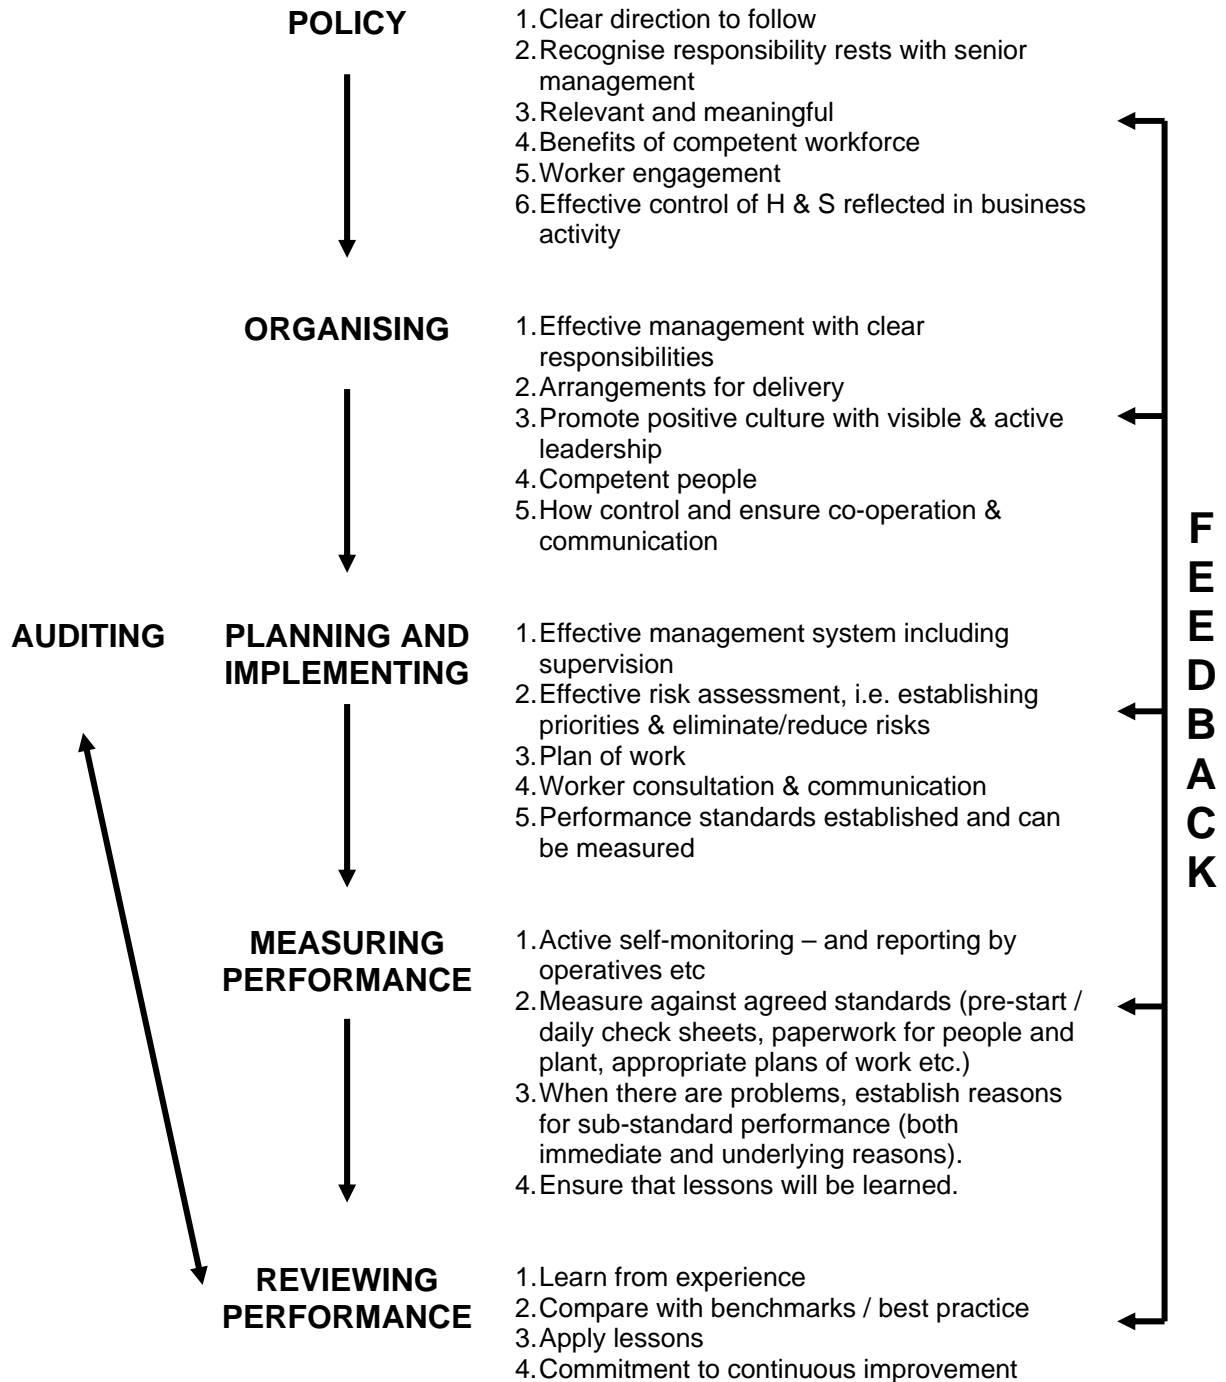 POLICY
1.Clear direction to follow
2.Recognise responsibility rests with senior
management
3.Relevant and meaningful
4.Benefits of competent workforce
5.Worker engagement
6.Effective control of H & S reflected in business
activity
ORGANISING
1.Effective management with clear
responsibilities
2.Arrangements for delivery
3.Promote positive culture with visible & active
leadership
4.Competent people
5.How control and ensure co-operation &
communication
AUDITING
PLANNING AND
IMPLEMENTING
1.Effective management system including
supervision
2.Effective risk assessment, i.e. establishing
priorities & eliminate/reduce risks
3.Plan of work
4.Worker consultation & communication
5.Performance standards established and can
be measured
MEASURING
PERFORMANCE
1.Active self-monitoring – and reporting by
operatives etc
2.Measure against agreed standards (pre-start /
daily check sheets, paperwork for people and
plant, appropriate plans of work etc.)
3.When there are problems, establish reasons
for sub-standard performance (both
immediate and underlying reasons).
4.Ensure that lessons will be learned.
REVIEWING
PERFORMANCE
1.Learn from experience
2.Compare with benchmarks / best practice
3.Apply lessons
4.Commitment to continuous improvement
F
E
E
D
B
A
C
K